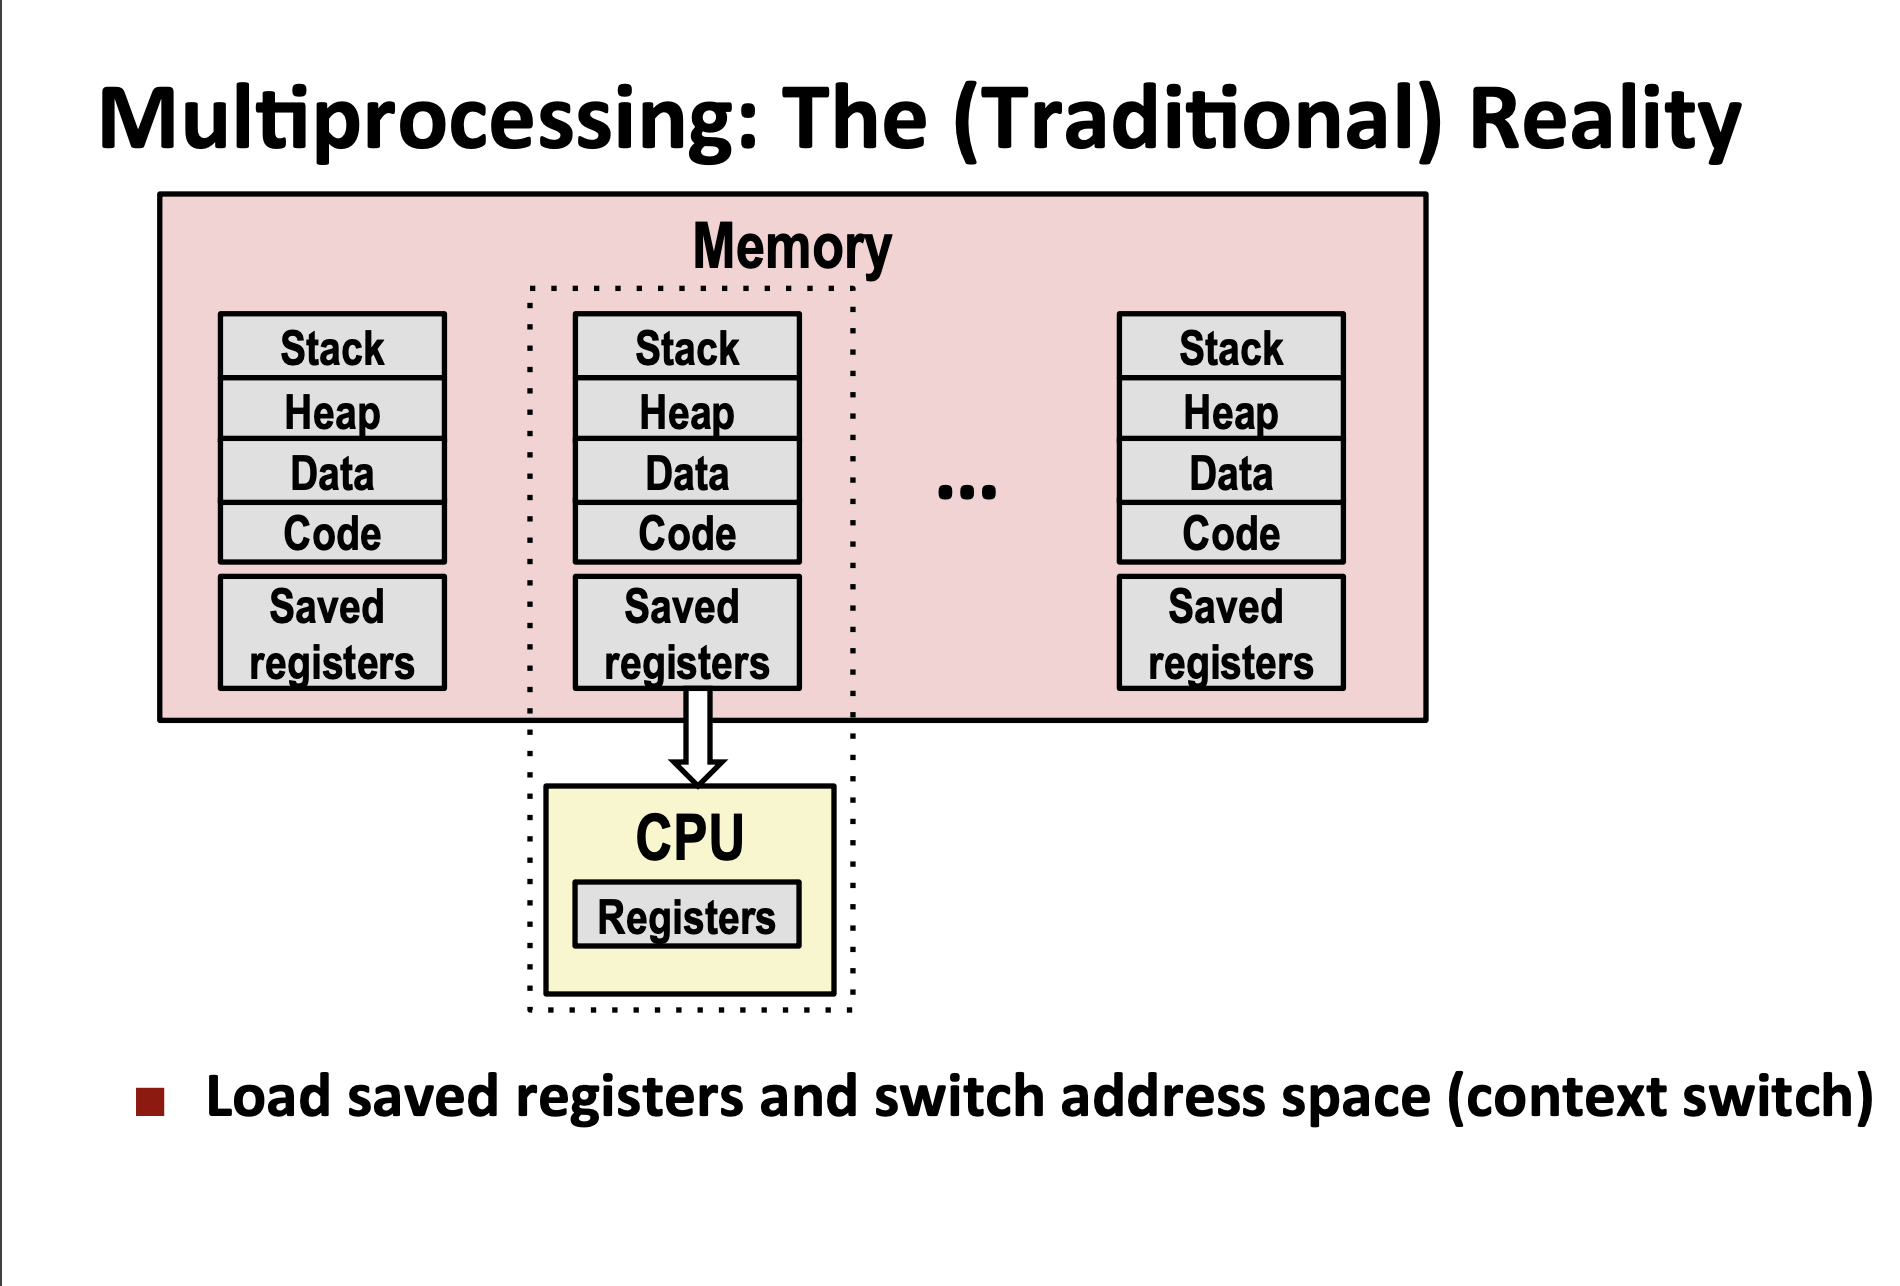 Multiprocessing: The (Traditional) Reality
Memory
Stack
Heap
Data
Code
Saved
registers
Stack
Heap
Data
Code
Saved
registers
...
Stack
Heap
Data
Code
Saved
registers
CPU
Registers
Load saved registers and switch address space (context switch)